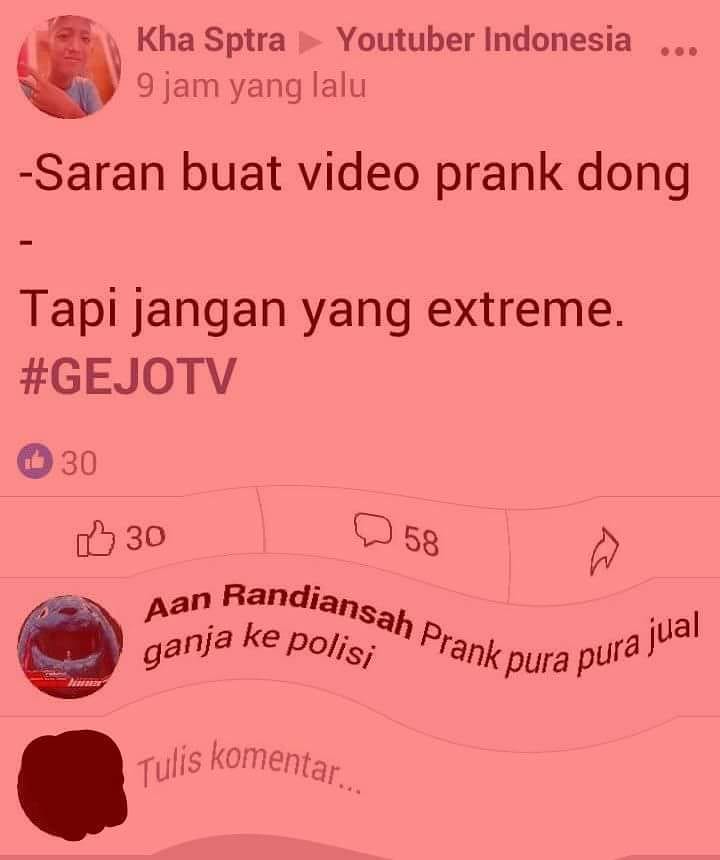 Kha Sptra ▶ Youtuber Indonesia
9 jam yang lalu
-Saran buat video prank dong
-
Tapi jangan yang extreme.
#GEJOTV
30
30 58
Aan Randiansah Prank pura pura jual
ganja ke polisi
Tulis komentar...